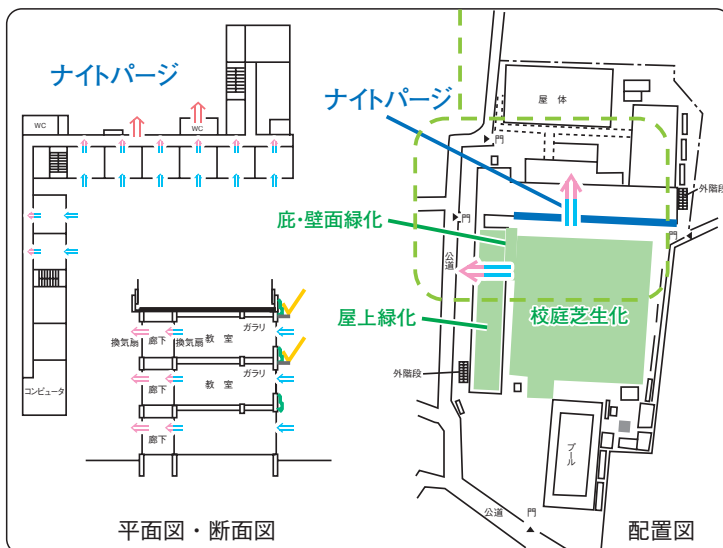 ナイトパージ
WC
WC
コンピュータ
ガラリ
換気扇
廊下
換気扇
教 室
ガラリ
廊下
教 室
廊下
平面図・断面図
ナイトパージ
屋 体
門
外階段
門
門
庇・壁面緑化
公道
屋上緑化
校庭芝生化
外階段
プール
公道
門
配置図